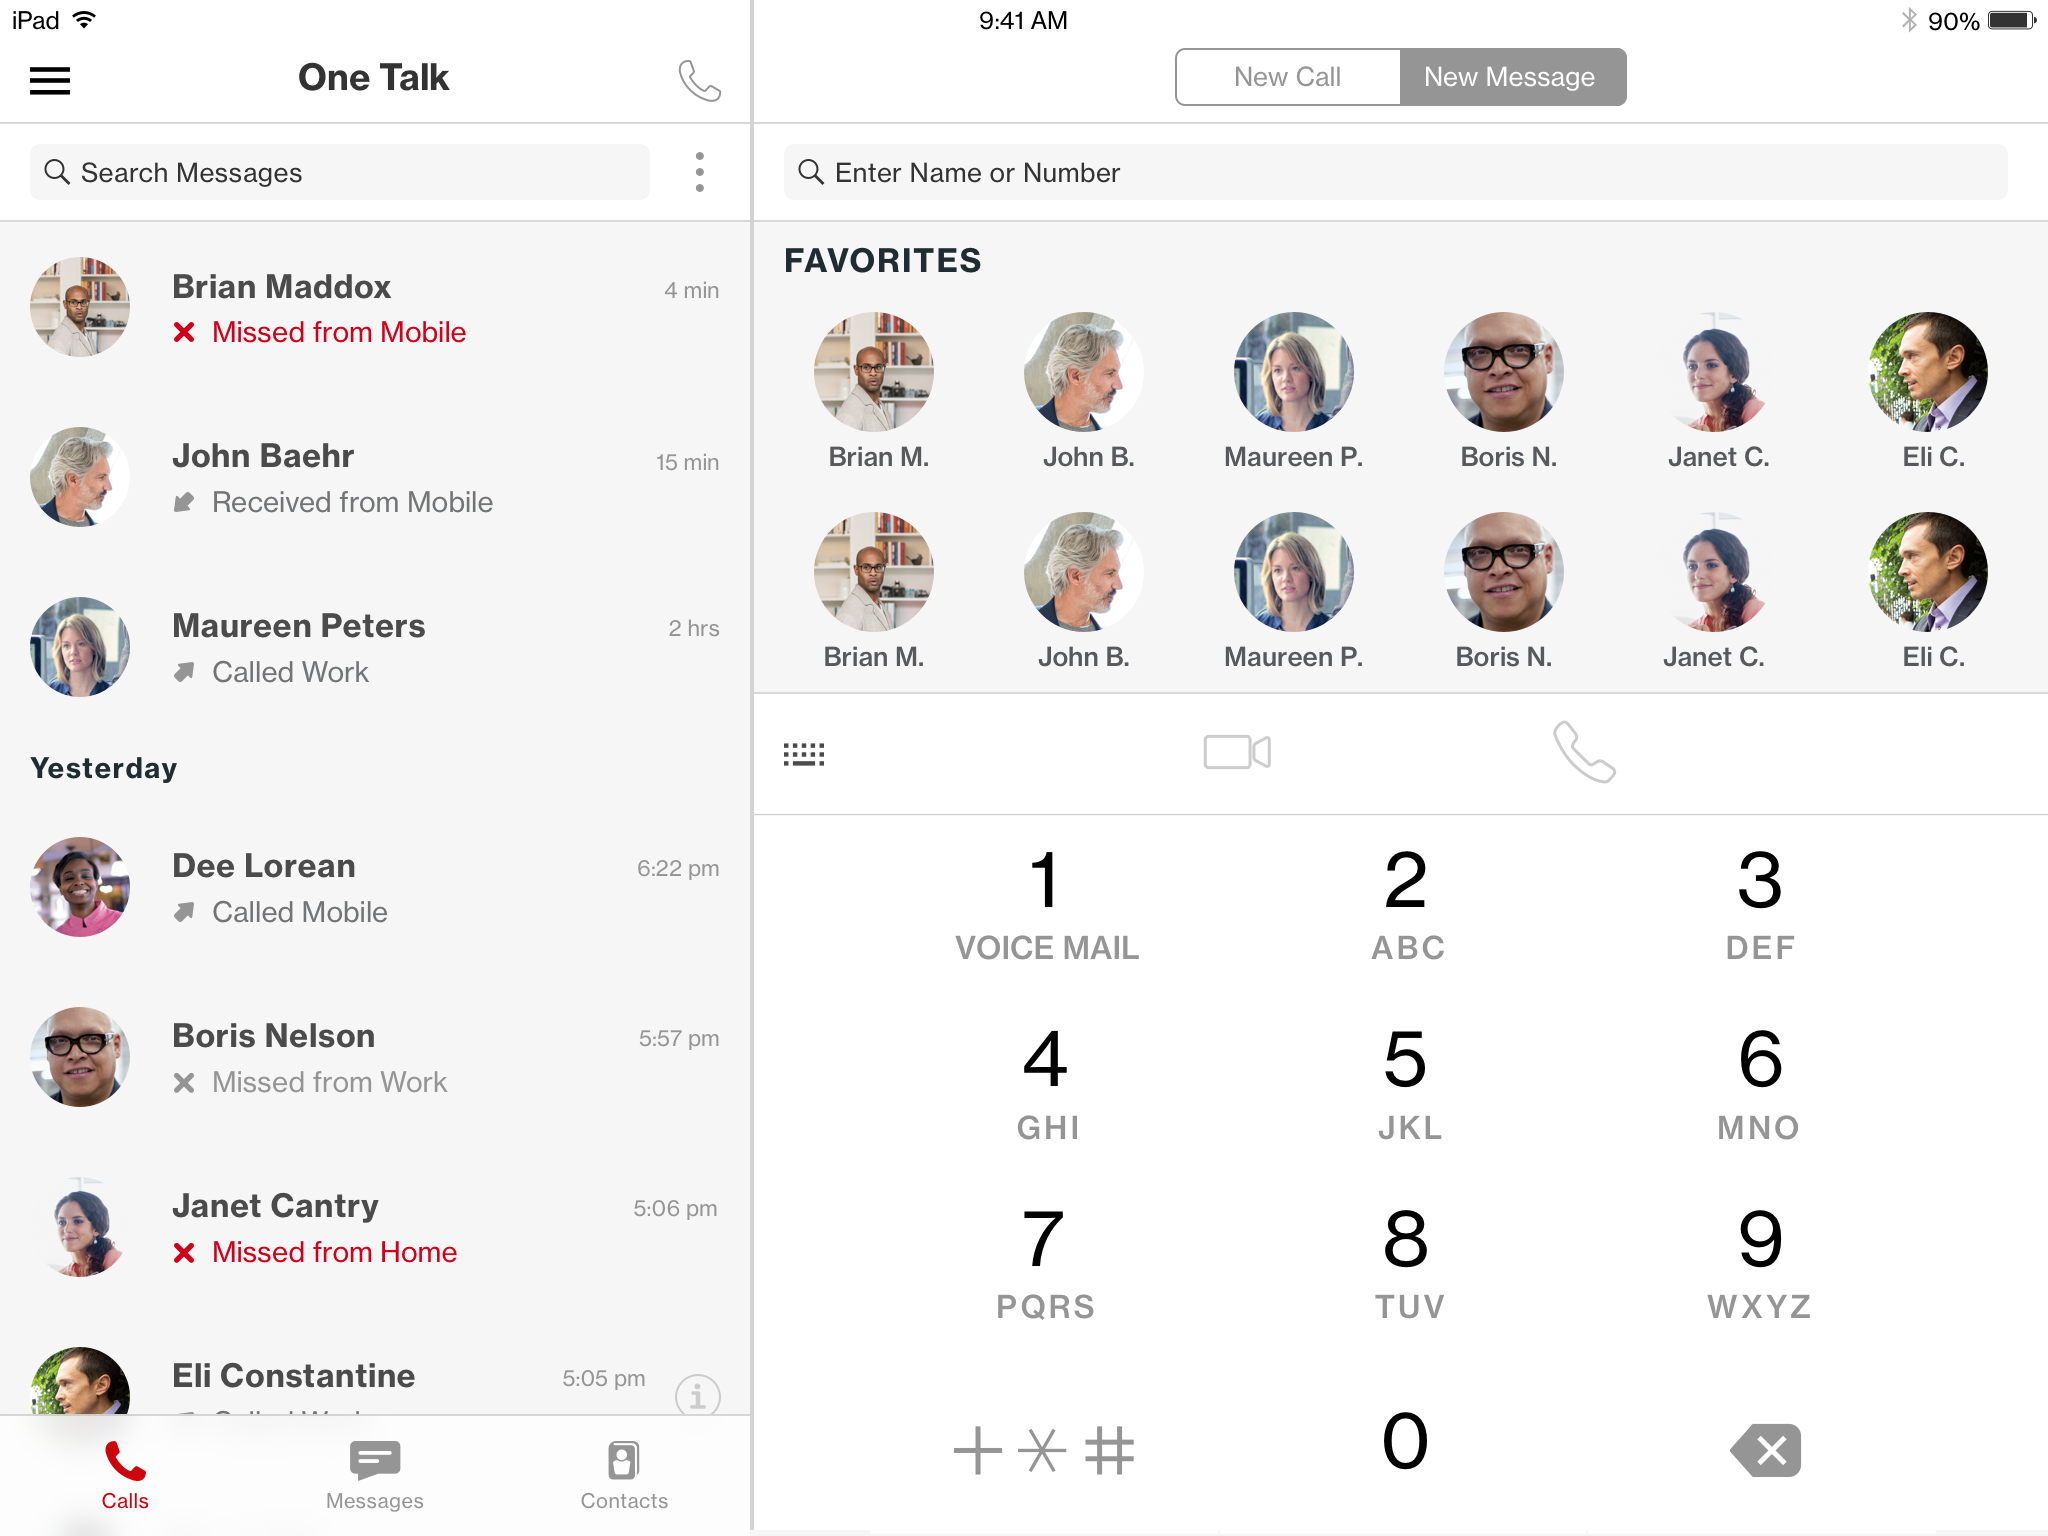 iPad
9:41 AM
90%
One Talk
New Call
New Message
Search Messages
Enter Name or Number
Brian Maddox
4 min
Missed from Mobile
John Baehr
15 min
Received from Mobile
Maureen Peters
2 hrs
Called Work
Yesterday
Dee Lorean
6:22 pm
Called Mobile
Boris Nelson
5:57 pm
Missed from Work
Janet Cantry
5:06 pm
Missed from Home
Eli Constantine
5:05 pm
Calls
Messages
Contacts
FAVORITES
Brian M.
John B.
Maureen P.
Boris N.
Janet C.
Eli C.
Brian M.
John B.
Maureen P.
Boris N.
Janet C.
Eli C.
1
2
3
VOICE MAIL
ABC
DEF
4
5
6
GHI
JKL
MNO
7
8
9
PQRS
TUV
WXYZ
+ * #
0